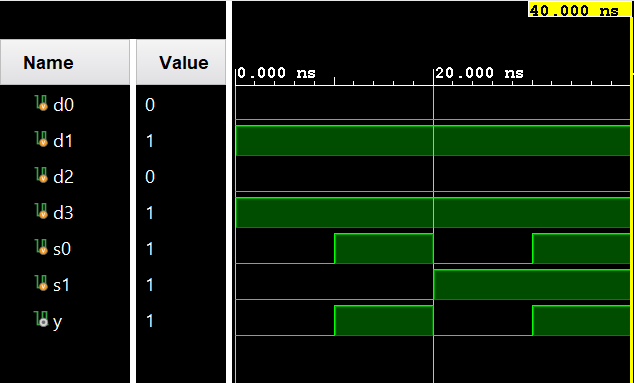 40.000 ns
Name Value
0.000 ns 20.000 ns
d0 0
d1 1
d2 0
d3 1
s0 1
s1 1
y 1